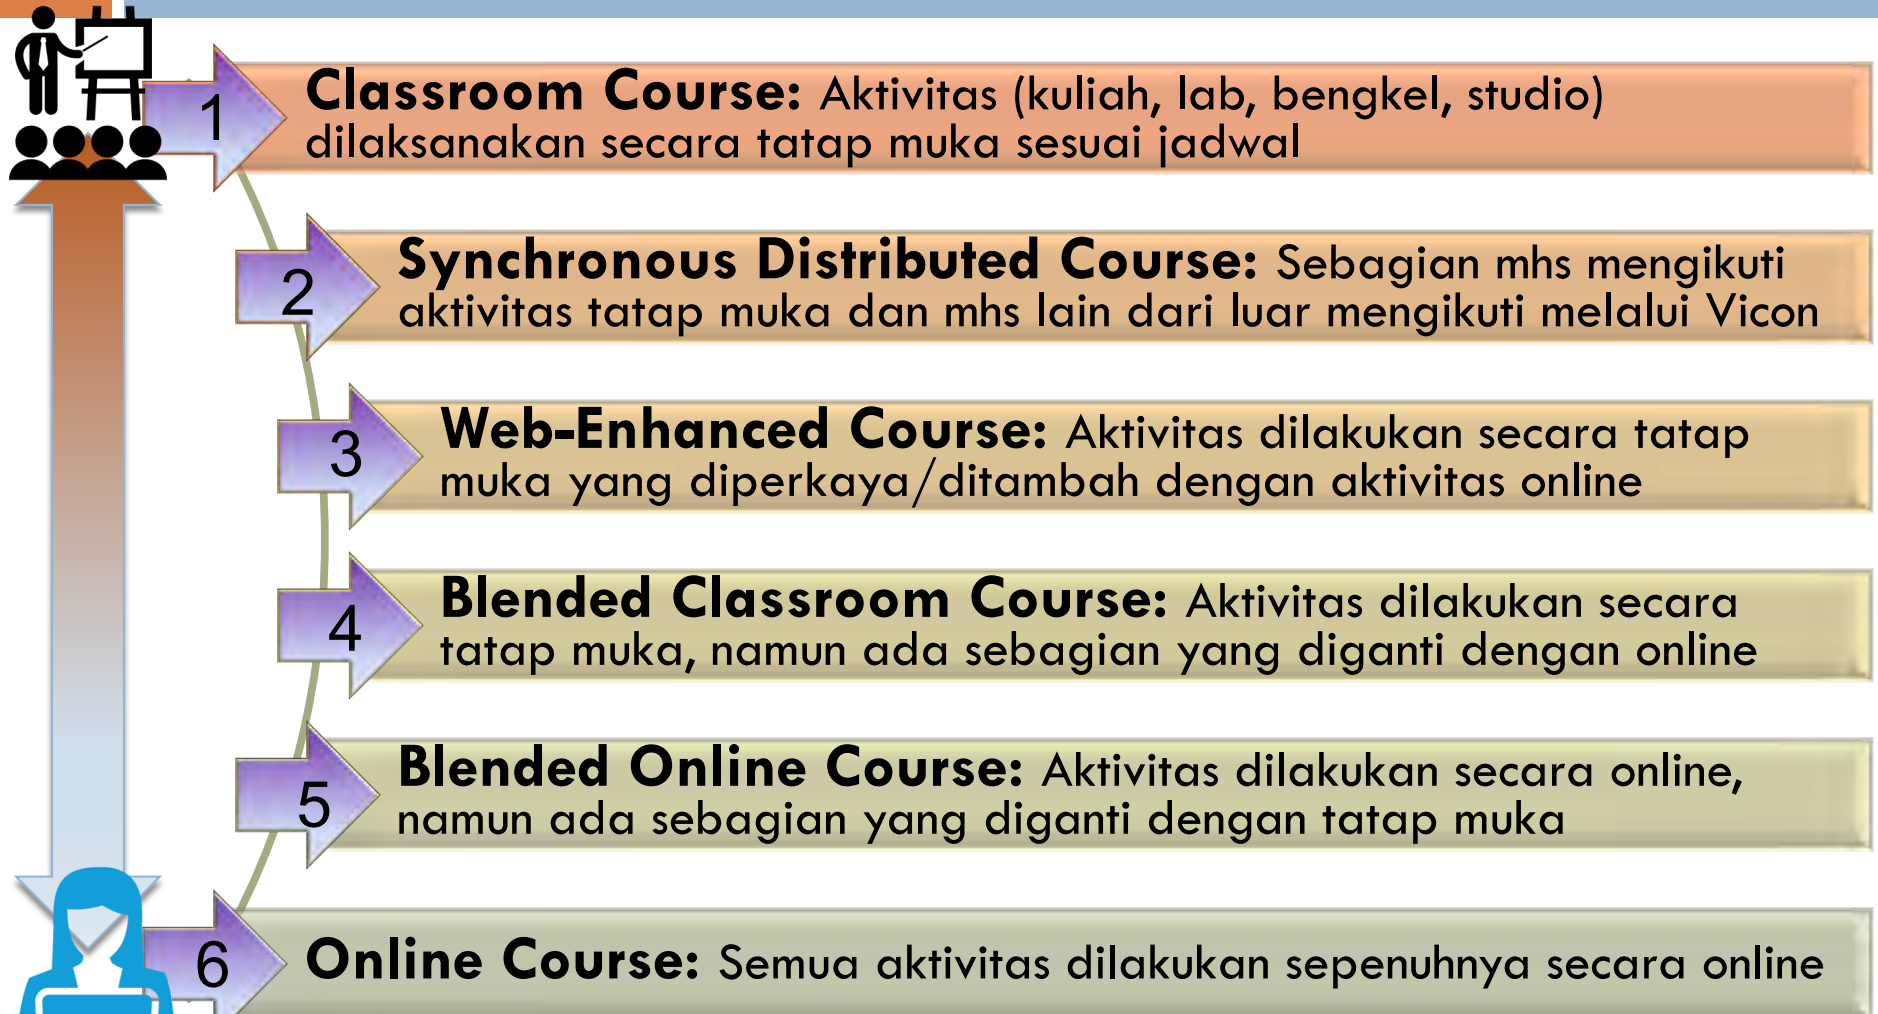 1
Classroom Course: Aktivitas (kuliah, lab, bengkel, studio)
dilaksanakan secara tatap muka sesuai jadwal
2
Synchronous Distributed Course: Sebagian mhs mengikuti
aktivitas tatap muka dan mhs lain dari luar mengikuti melalui Vicon
3
Web-Enhanced Course: Aktivitas dilakukan secara tatap
muka yang diperkaya/ditambah dengan aktivitas online
4
Blended Classroom Course: Aktivitas dilakukan secara
tatap muka, namun ada sebagian yang diganti dengan online
5
Blended Online Course: Aktivitas dilakukan secara online,
namun ada sebagian yang diganti dengan tatap muka
6
Online Course: Semua aktivitas dilakukan sepenuhnya secara online